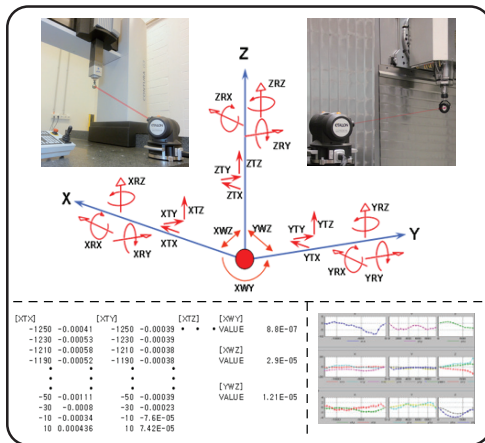 ETALON
ETALON
Z
ZRZ
ZRX
ZRY
ZTY
ZTZ
ZTX
X
XRZ
XTY
XTZ
XRX
XRY
XTX
XWZ
YWZ
XWY
YTY
YTZ
YTX
YRZ
Y
YRX
YRY
[XTX] [XTY] [XTZ] [XWY]
-1250 -0.00041 -1250 -0.00039 • • • VALUE 8.8E-07
-1230 -0.00053 -1230 -0.00039
-1210 -0.00058 -1210 -0.00038 [XWZ]
-1190 -0.00052 -1190 -0.00038 VALUE 2.9E-05
• • • •
• • • • [YWZ]
-50 -0.00111 -50 -0.00039 VALUE 1.21E-05
-30 -0.0008 -30 -0.00023
-10 -0.00034 -10 -7.6E-05
10 0.000436 10 7.42E-05